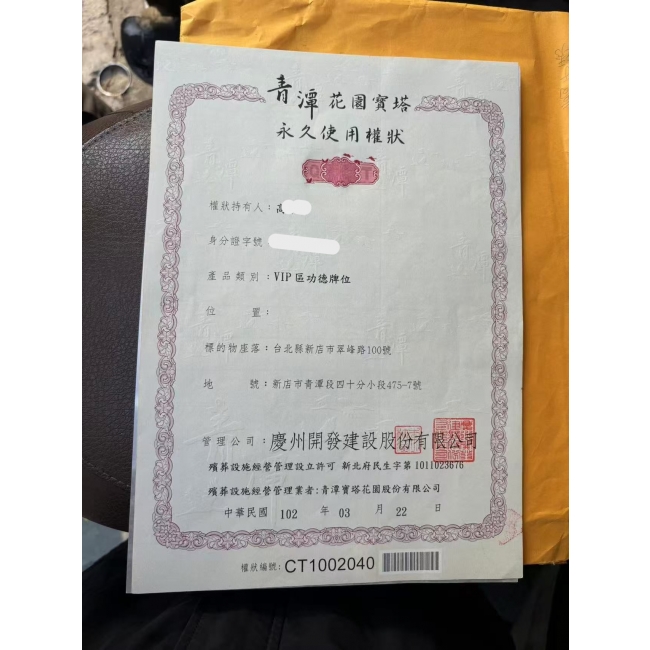 青潭花園寶塔
永久使用權狀
權狀持有人：高
身分證字號
產品類別：VIP區功德牌位
位置：
標的物座落：台北縣新店市翠峰路100號
地號：新店市青潭段四十分小段475-7號
管理公司：慶州開發建設股份有限公司
殯葬設施經營管理設立許可 新北府民生字第1011023676
殯葬設施經營管理業者：青潭寶塔花園股份有限公司
中華民國 102 年 03 月 22 日
權狀編號：CT1002040